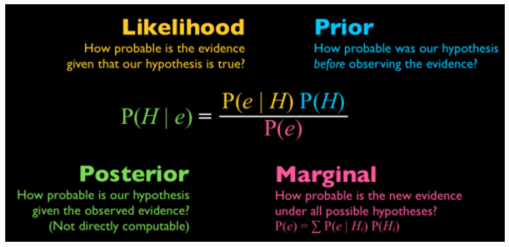 Likelihood
How probable is the evidence
given that our hypothesis is true?
Prior
How probable was our hypothesis
before observing the evidence?
P(H | e) = P(e | H) P(H)
P(e)
Posterior
How probable is our hypothesis
given the observed evidence?
(Not directly computable)
Marginal
How probable is the new evidence
under all possible hypotheses?
P(e) = ∑ P(e | Hᵢ) P(Hᵢ)